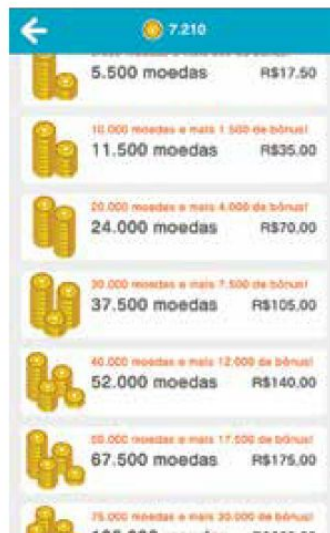 7.210
5.500 moedas R$17.50
10.000 moedas e mais 1.500 de bônus!
11.500 moedas R$35.00
20.000 moedas e mais 4.000 de bônus!
24.000 moedas R$70.00
30.000 moedas e mais 7.500 de bônus!
37.500 moedas R$105.00
40.000 moedas e mais 12.000 de bônus!
52.000 moedas R$140.00
50.000 moedas e mais 17.500 de bônus!
67.500 moedas R$175.00
75.000 moedas e mais 30.000 de bônus!